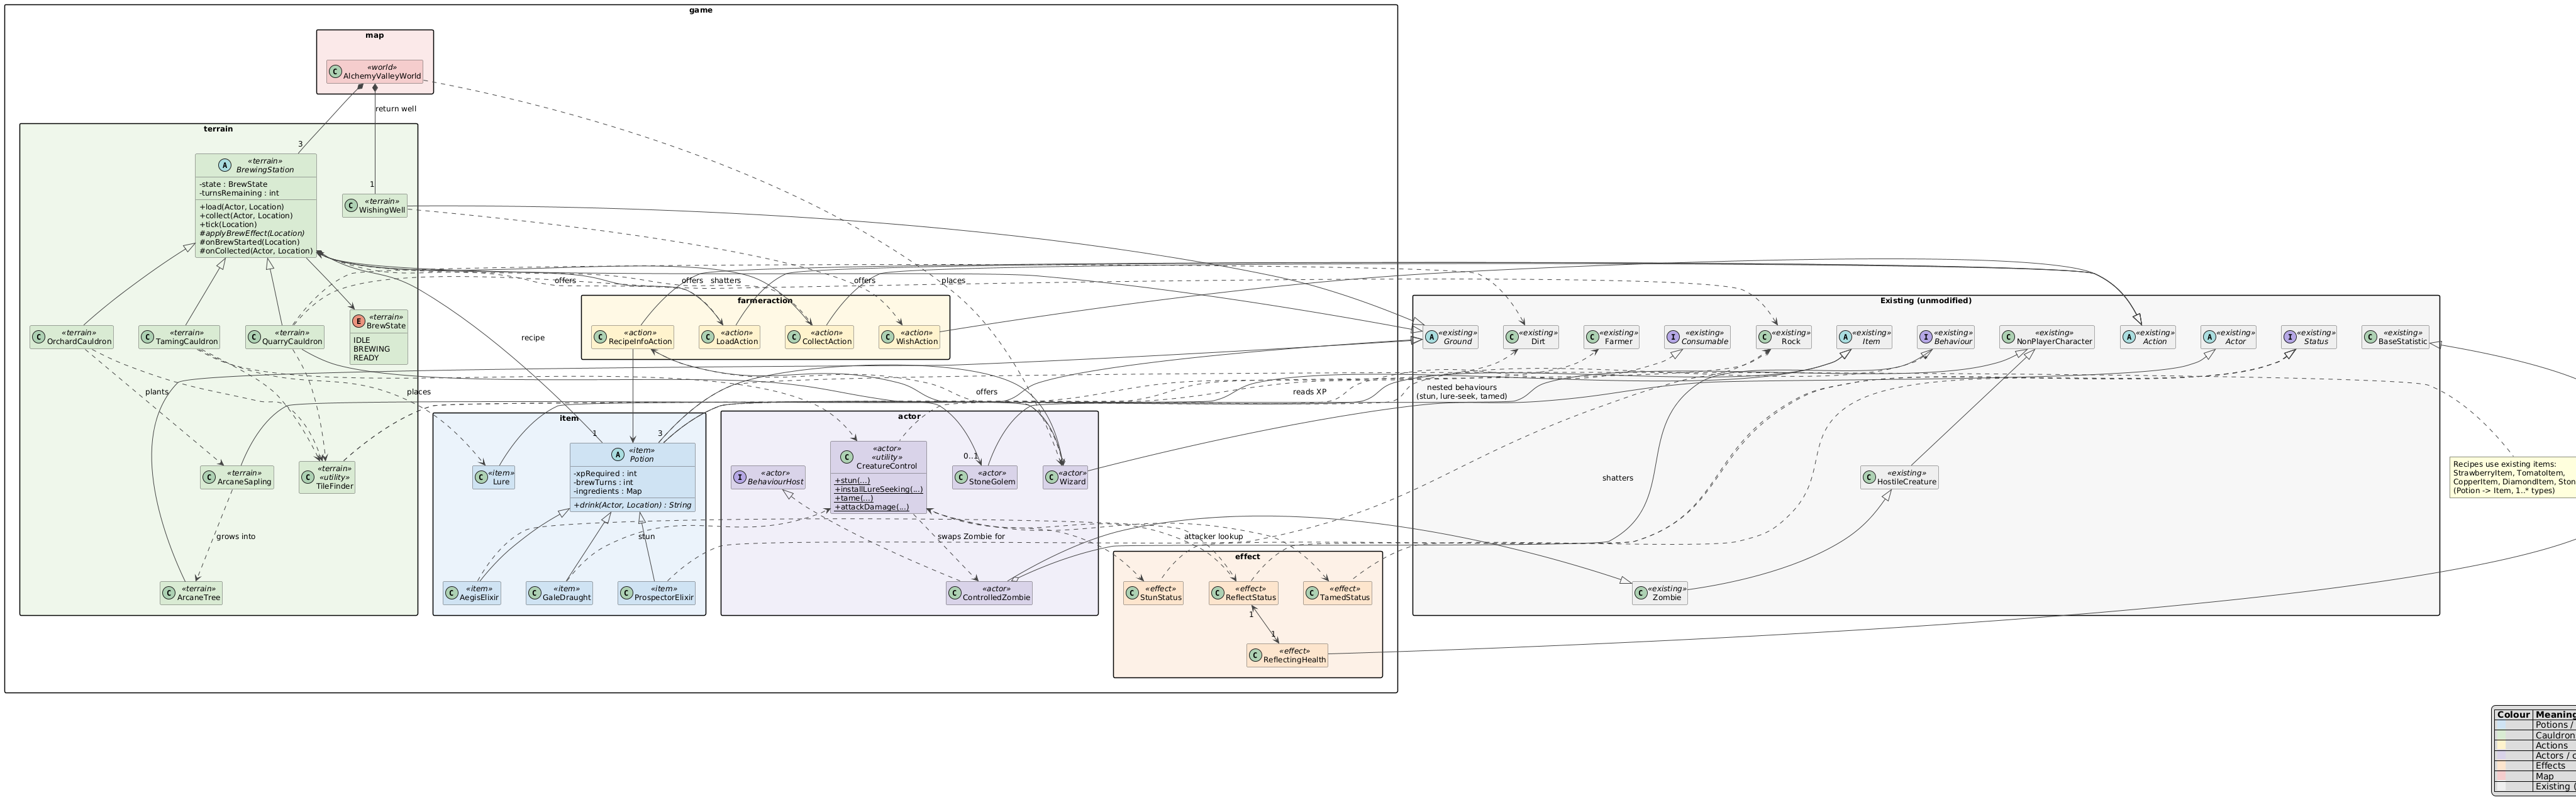 game
map
C
«world»
AlchemyValleyWorld
return well
3
1
terrain
A
«terrain»
BrewingStation
-state : BrewState
-turnsRemaining : int
+load(Actor, Location)
+collect(Actor, Location)
+tick(Location)
#applyBrewEffect(Location)
#onBrewStarted(Location)
#onCollected(Actor, Location)
C
«terrain»
WishingWell
offers
offers
shatters
offers
places
C
«terrain»
OrchardCauldron
C
«terrain»
TamingCauldron
C
«terrain»
QuarryCauldron
E
«terrain»
BrewState
IDLE
BREWING
READY
recipe
plants
places
C
«terrain»
ArcaneSapling
C
«terrain»
«utility»
TileFinder
grows into
C
«terrain»
ArcaneTree
farmeraction
C
«action»
RecipeInfoAction
C
«action»
LoadAction
C
«action»
CollectAction
C
«action»
WishAction
offers
reads XP
nested behaviours
(stun, lure-seek, tamed)
item
1
3
C
«item»
Lure
A
«item»
Potion
-xpRequired : int
-brewTurns : int
-ingredients : Map
+drink(Actor, Location) : String
stun
C
«item»
AegisElixir
C
«item»
GaleDraught
C
«item»
ProspectorElixir
actor
I
«actor»
BehaviourHost
C
«actor»
«utility»
CreatureControl
+stun(...)
+installLureSeeking(...)
+tame(...)
+attackDamage(...)
0..1
C
«actor»
StoneGolem
C
«actor»
Wizard
swaps Zombie for
attacker lookup
C
«actor»
ControlledZombie
effect
C
«effect»
StunStatus
C
«effect»
ReflectStatus
C
«effect»
TamedStatus
1
1
C
«effect»
ReflectingHealth
Existing (unmodified)
A
«existing»
Ground
C
«existing»
Dirt
C
«existing»
Farmer
I
«existing»
Consumable
C
«existing»
Rock
A
«existing»
Item
I
«existing»
Behaviour
C
«existing»
NonPlayerCharacter
A
«existing»
Action
A
«existing»
Actor
I
«existing»
Status
C
«existing»
BaseStatistic
shatters
C
«existing»
HostileCreature
C
«existing»
Zombie
Recipes use existing items:
StrawberryItem, TomatoItem,
CopperItem, DiamondItem, Ston
(Potion -> Item, 1..* types)
Colour Meaning
Potions /
Cauldron
Actions
Actors / c
Effects
Map
Existing (